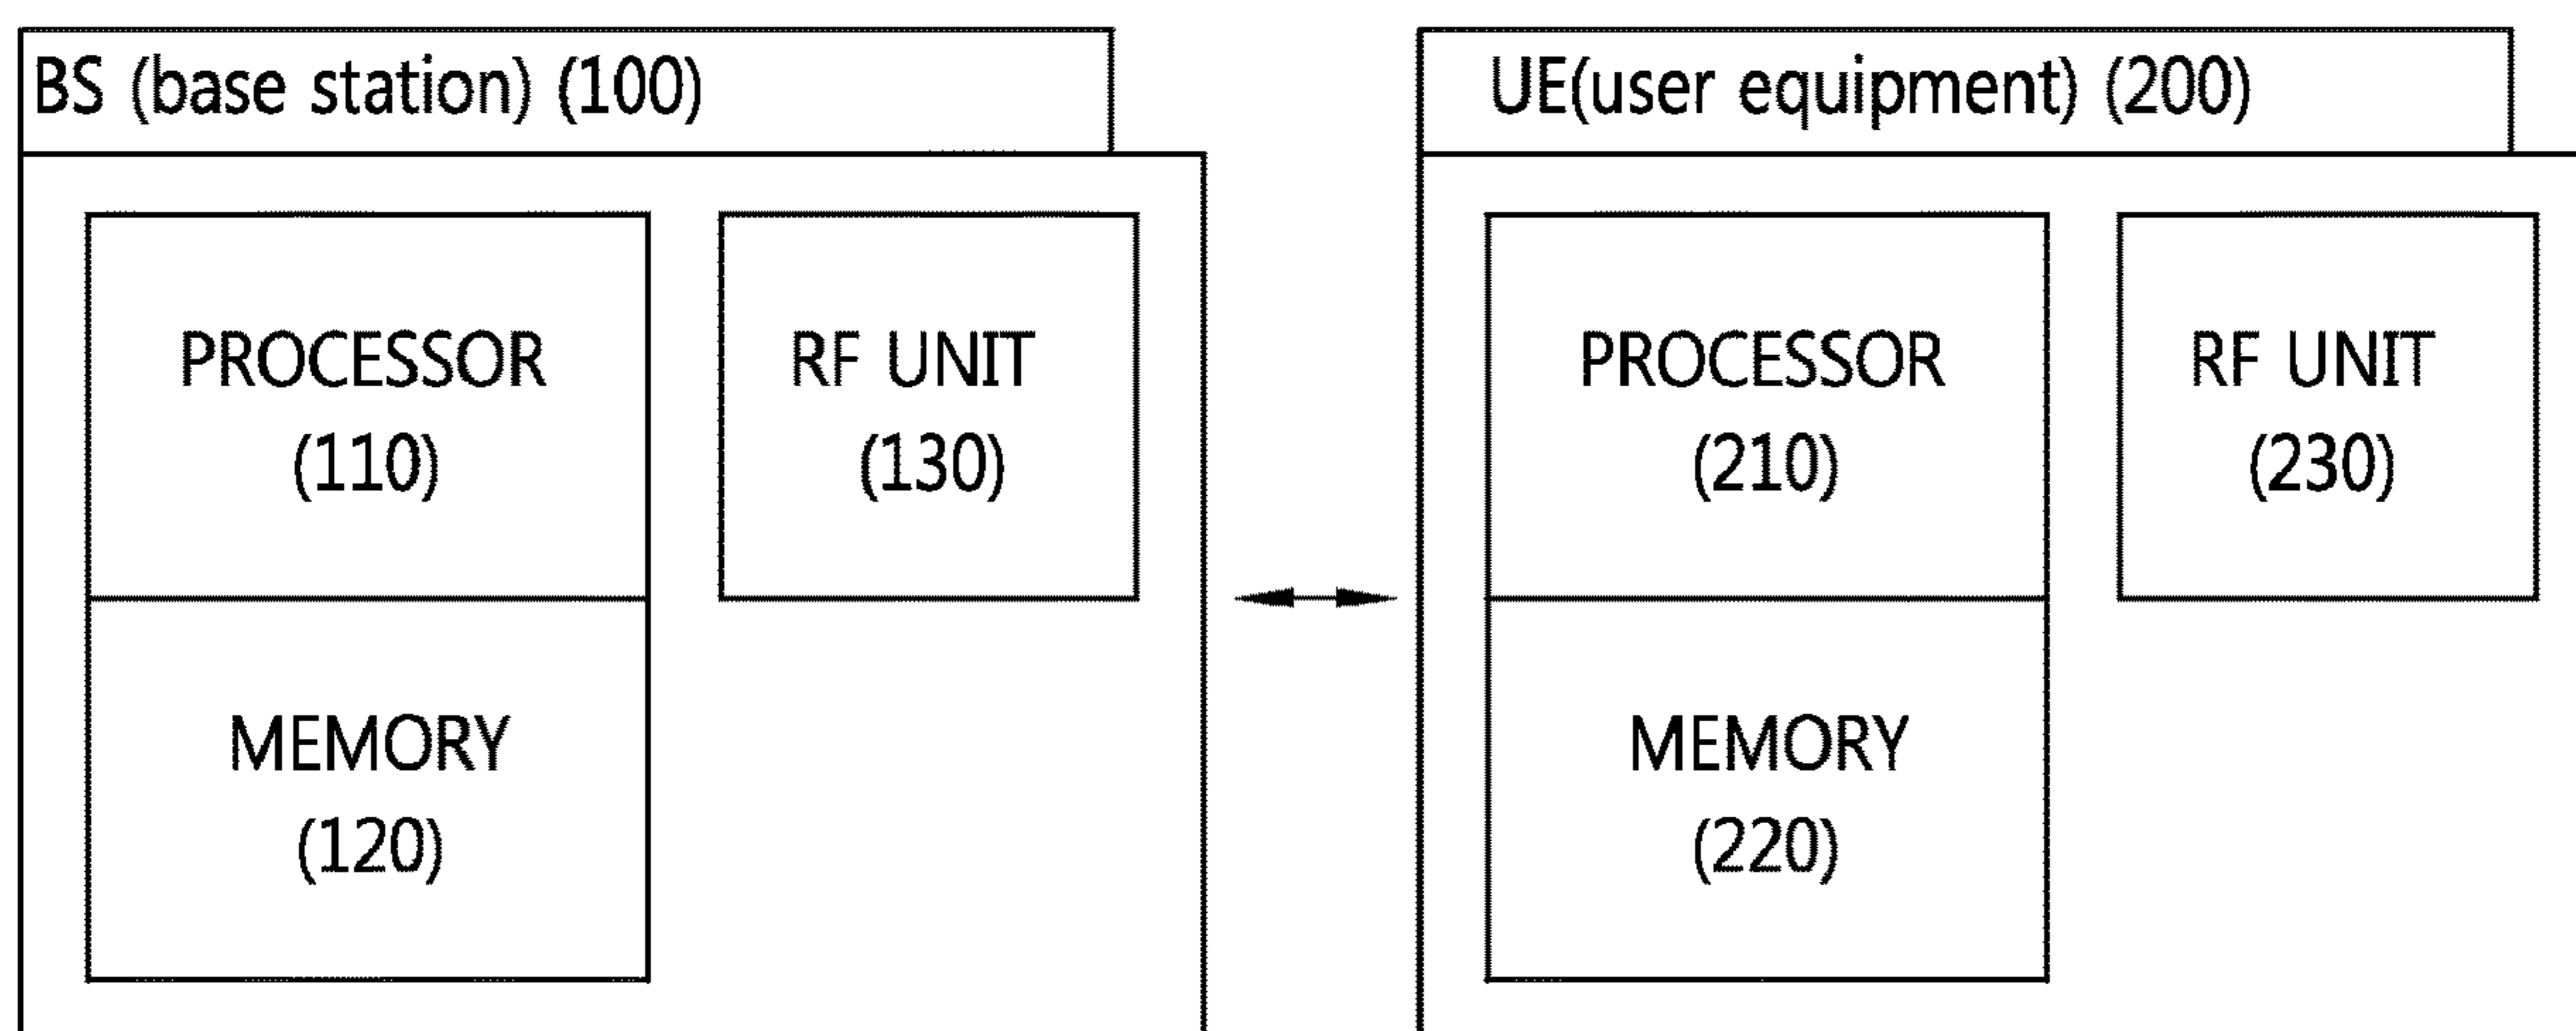 BS (base station) (100)
PROCESSOR
(110)
RF UNIT
(130)
MEMORY
(120)
UE(user equipment) (200)
PROCESSOR
(210)
RF UNIT
(230)
MEMORY
(220)